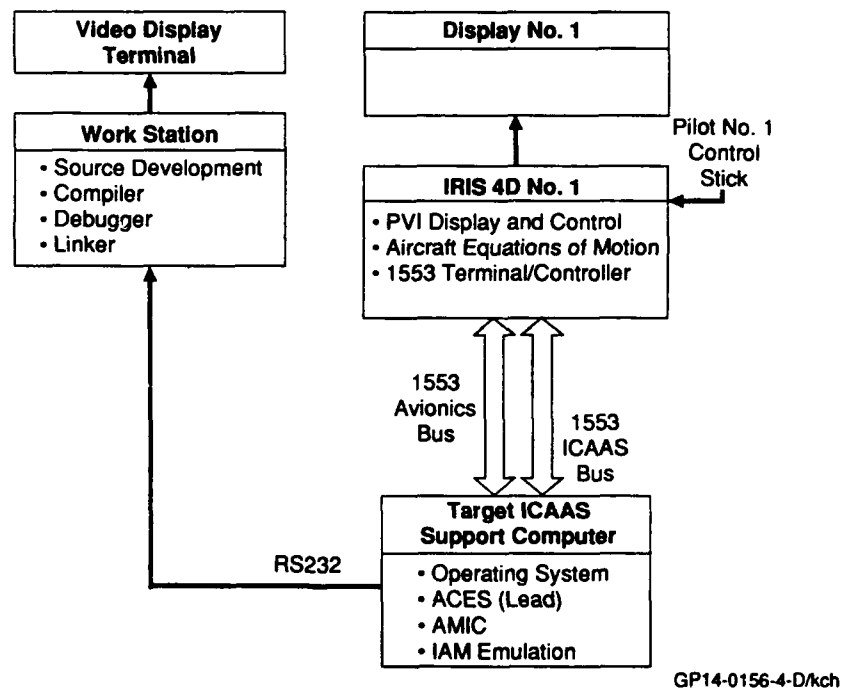 Video Display
Terminal
Work Station
• Source Development
• Compiler
• Debugger
• Linker
Display No. 1
Pilot No. 1
Control
Stick
IRIS 4D No. 1
• PVI Display and Control
• Aircraft Equations of Motion
• 1553 Terminal/Controller
1553
Avionics
Bus
1553
ICAAS
Bus
Target ICAAS
Support Computer
• Operating System
• ACES (Lead)
• AMIC
• IAM Emulation
RS232
GP14-0156-4-D/kch